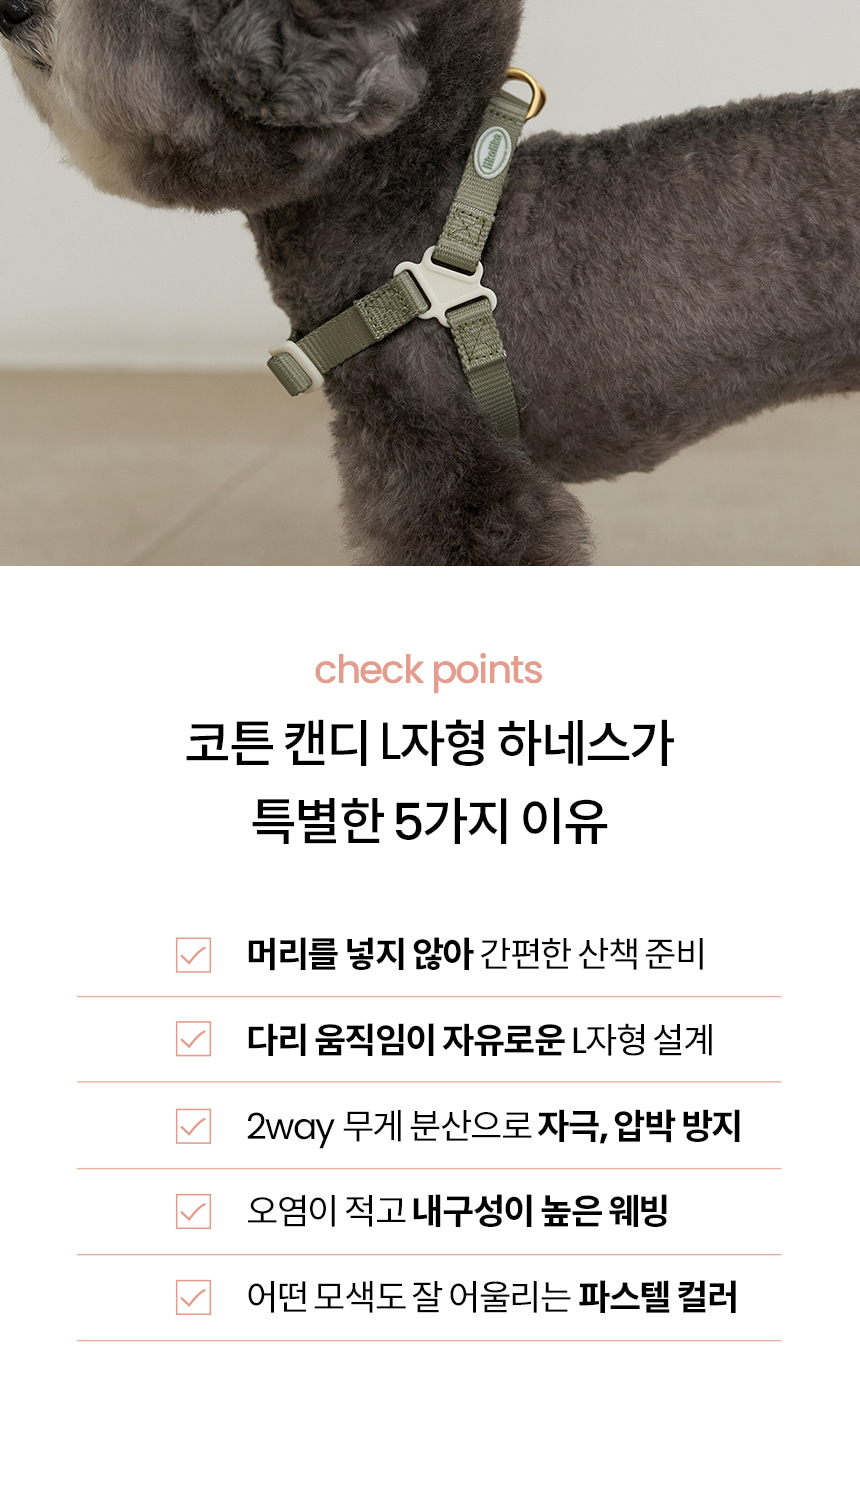 check points
코튼 캔디 L자형 하네스가
특별한 5가지 이유
머리를 넣지 않아 간편한 산책 준비
다리 움직임이 자유로운 L자형 설계
2way 무게 분산으로 자극, 압박 방지
오염이 적고 내구성이 높은 웨빙
어떤 모색도 잘 어울리는 파스텔 컬러